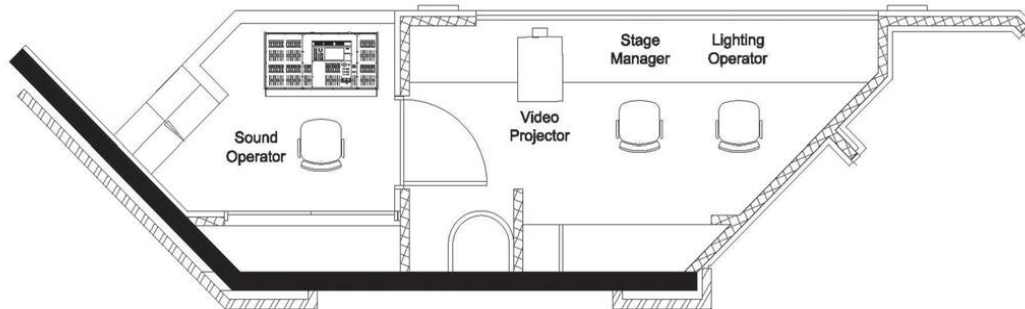 Stage
Manager
Lighting
Operator
Video
Projector
Sound
Operator